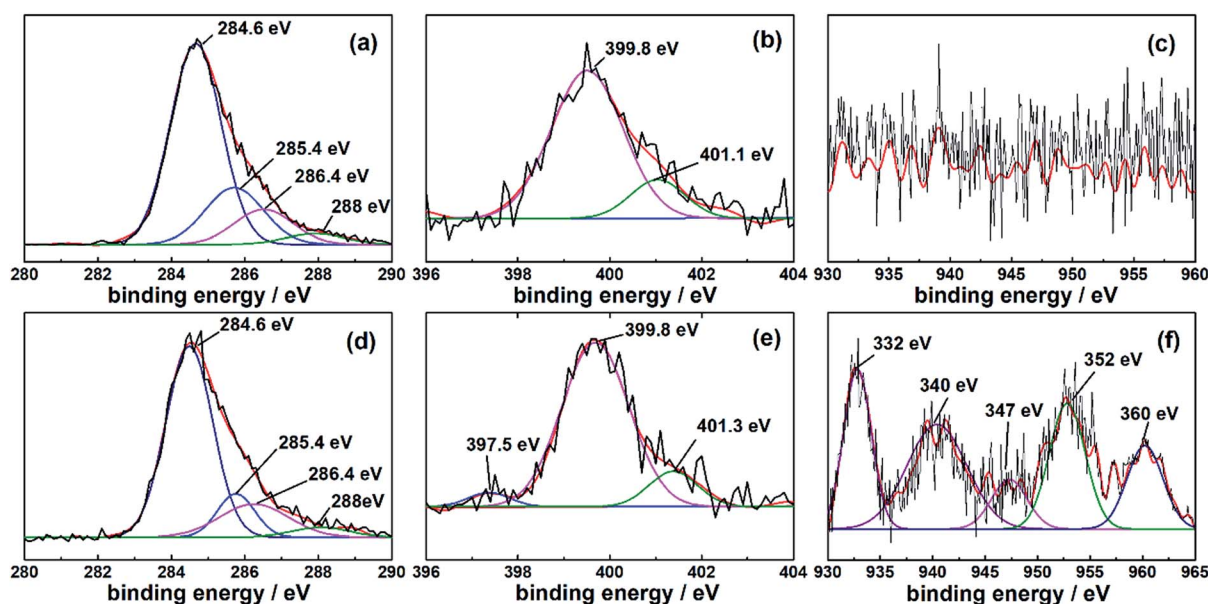 284.6 eV
(a)
285.4 eV
286.4 eV
288 eV
280 282 284 286 288 290
binding energy / eV
399.8 eV
(b)
401.1 eV
396 398 400 402 404
binding energy / eV
(c)
930 935 940 945 950 955 960
binding energy / eV
284.6 eV
(d)
285.4 eV
286.4 eV
288eV
280 282 284 286 288 290
binding energy / eV
399.8 eV
(e)
397.5 eV
401.3 eV
396 398 400 402 404
binding energy / eV
332 eV
(f)
352 eV
340 eV
347 eV
360 eV
930 935 940 945 950 955 960 965
binding energy / eV